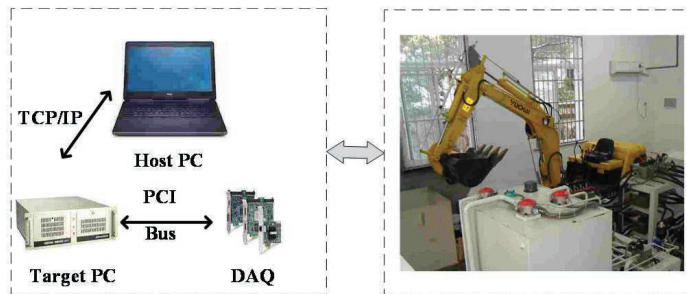 TCP/IP
Host PC
PCI
Bus
Target PC
DAQ